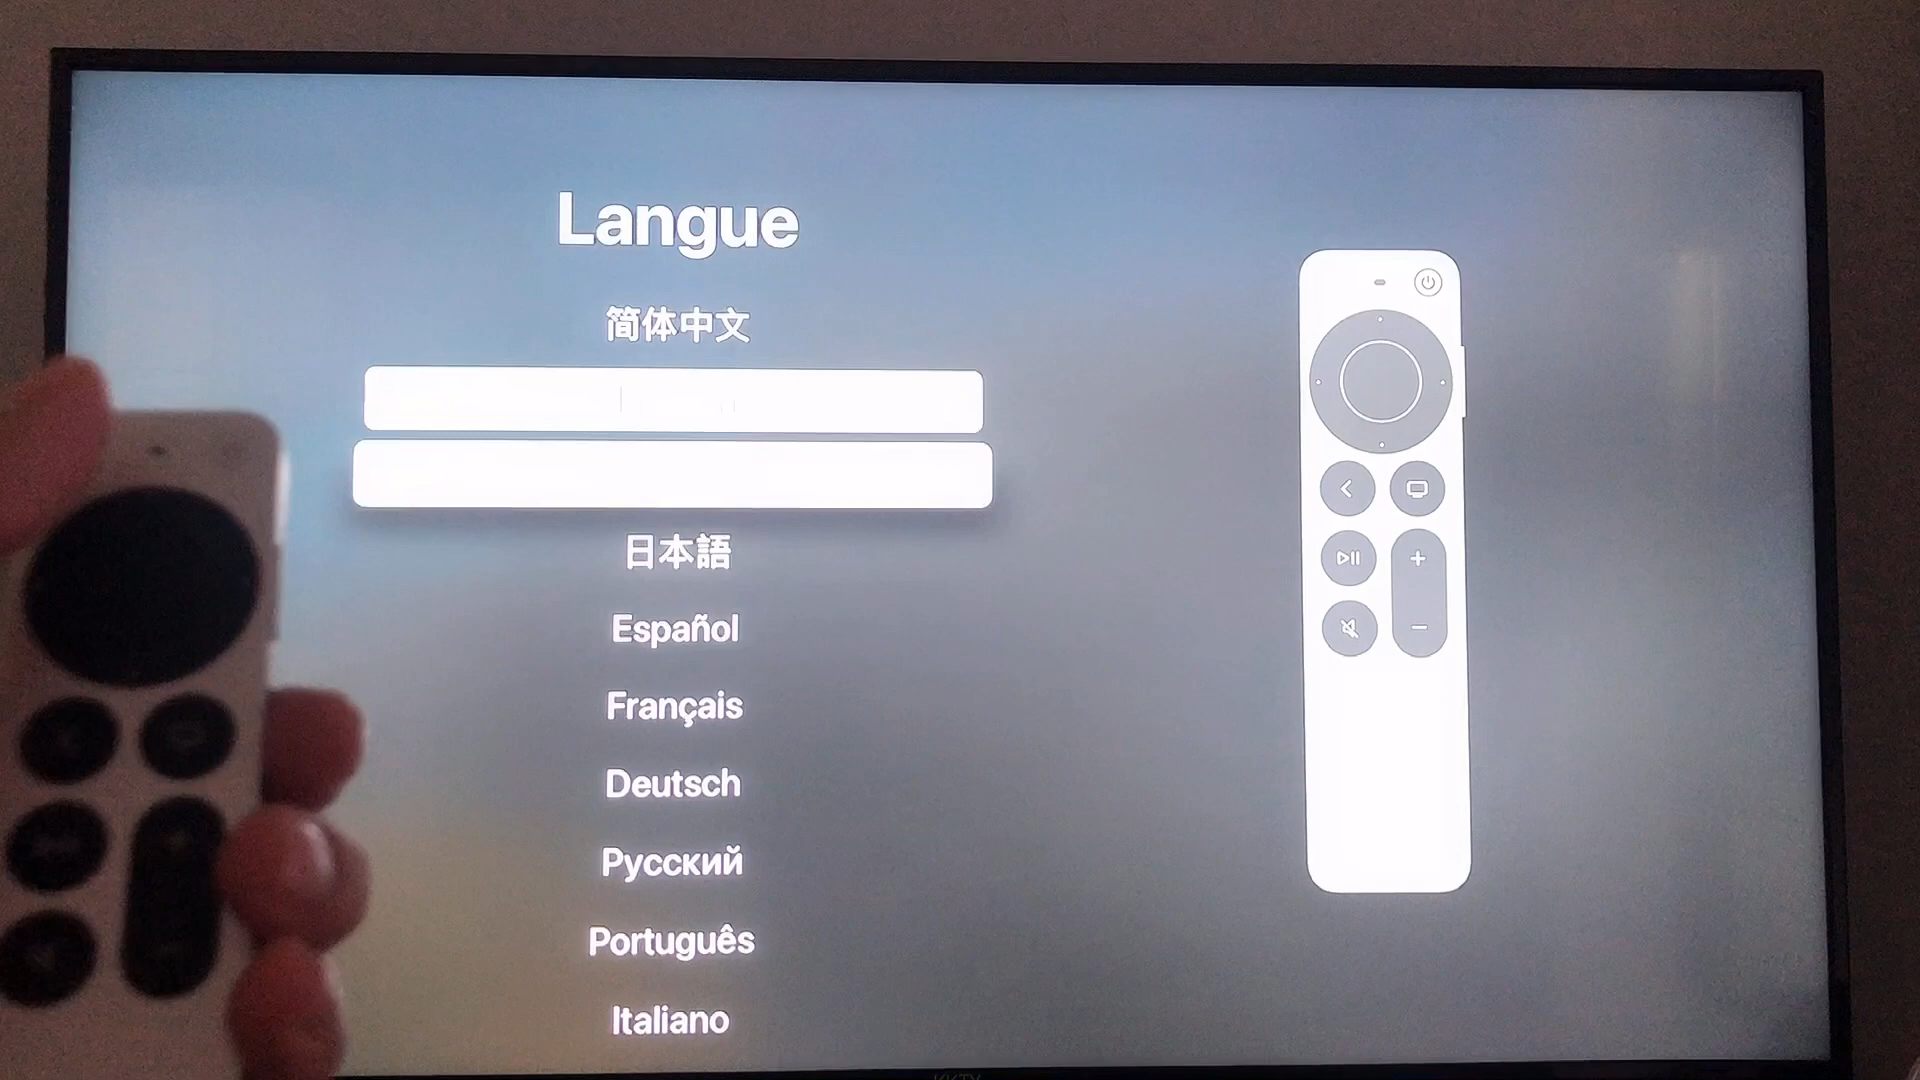 Langue
简体中文
日本語
Español
Français
Deutsch
Русский
Português
Italiano